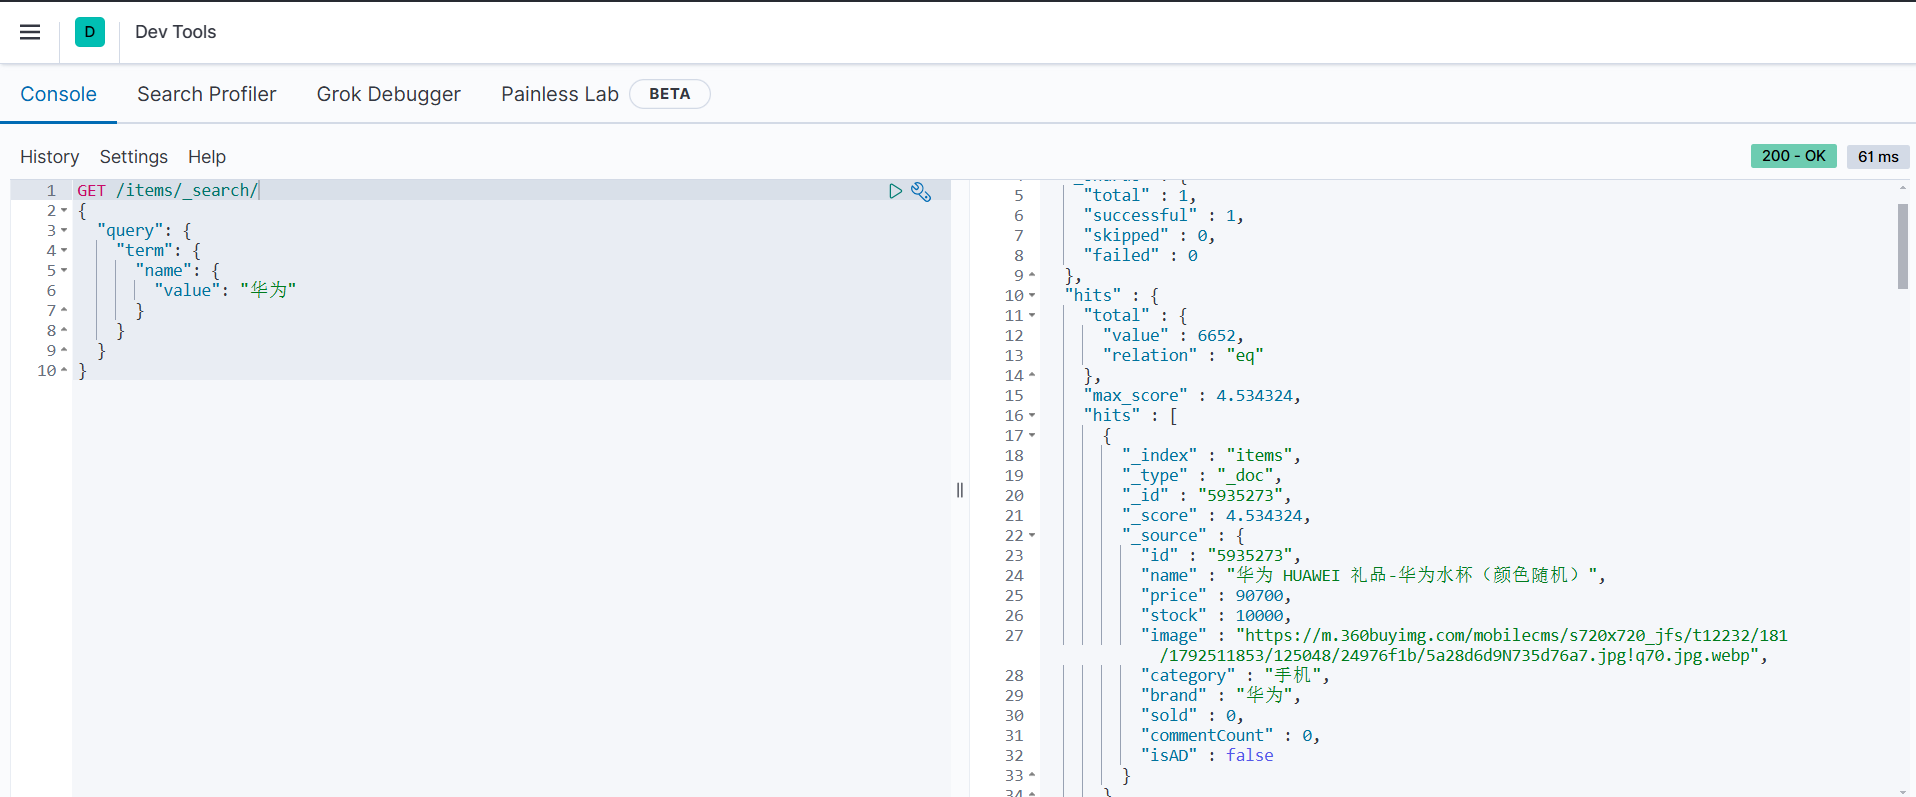 D Dev Tools
Console Search Profiler Grok Debugger Painless Lab BETA
History Settings Help
200 - OK 61 ms
1 GET /items/_search/
2 {
3 "query": {
4 "term": {
5 "name": {
6 "value": "华为"
7 }
8 }
9 }
10 }
5 "total" : 1,
6 "successful" : 1,
7 "skipped" : 0,
8 "failed" : 0
9 },
10 "hits" : {
11 "total" : {
12 "value" : 6652,
13 "relation" : "eq"
14 },
15 "max_score" : 4.534324,
16 "hits" : [
17 {
18 "_index" : "items",
19 "_type" : "_doc",
20 "_id" : "5935273",
21 "_score" : 4.534324,
22 "_source" : {
23 "id" : "5935273",
24 "name" : "华为 HUAWEI 礼品-华为水杯（颜色随机）",
25 "price" : 90700,
26 "stock" : 10000,
27 "image" : "https://m.360buyimg.com/mobilecms/s720x720_jfs/t12232/181
/1792511853/125048/24976f1b/5a28d6d9N735d76a7.jpg!q70.jpg.webp",
28 "category" : "手机",
29 "brand" : "华为",
30 "sold" : 0,
31 "commentCount" : 0,
32 "isAD" : false
33 }
34 }